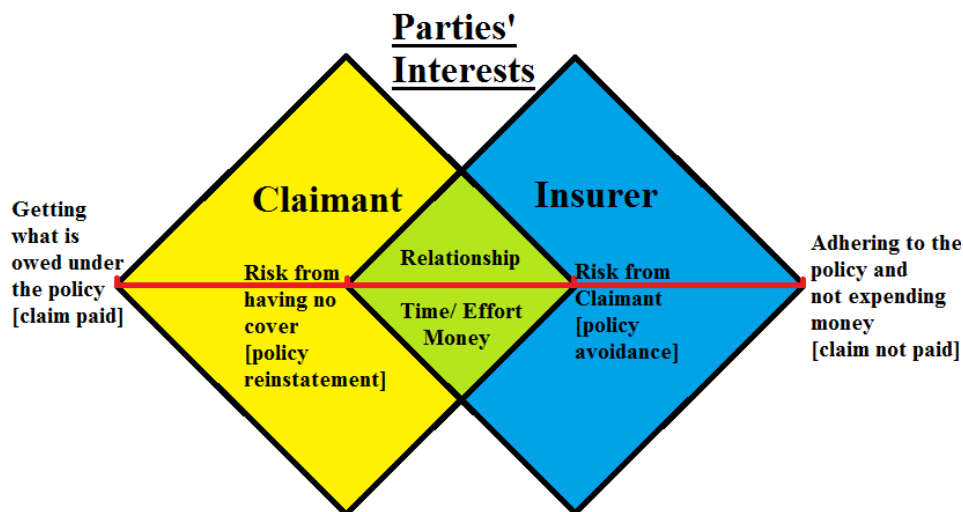 Parties'
Interests
Claimant
Insurer
Getting
what is
owed under
the policy
[claim paid]
Risk from
having no
cover
[policy
reinstatement]
Relationship
Time/ Effort
Money
Risk from
Claimant
[policy
avoidance]
Adhering to the
policy and
not expending
money
[claim not paid]